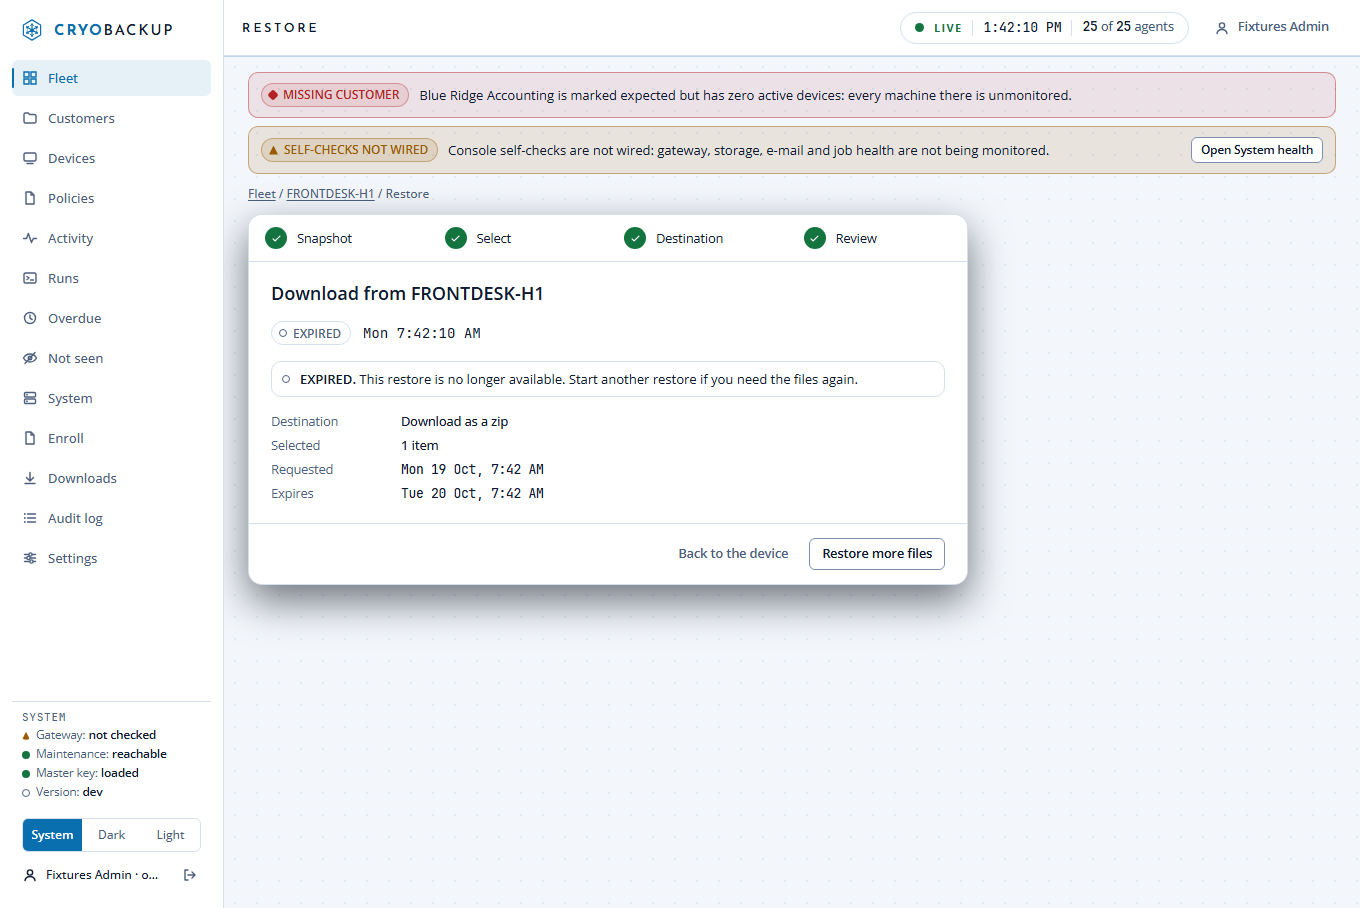 CRYOBACKUP
RESTORE
LIVE 1:42:10 PM 25 of 25 agents
Fixtures Admin
Fleet
Customers
Devices
Policies
Activity
Runs
Overdue
Not seen
System
Enroll
Downloads
Audit log
Settings
MISSING CUSTOMER Blue Ridge Accounting is marked expected but has zero active devices: every machine there is unmonitored.
SELF-CHECKS NOT WIRED Console self-checks are not wired: gateway, storage, e-mail and job health are not being monitored. Open System health
Fleet / FRONTDESK-H1 / Restore
Snapshot Select Destination Review
Download from FRONTDESK-H1
EXPIRED Mon 7:42:10 AM
EXPIRED. This restore is no longer available. Start another restore if you need the files again.
Destination Download as a zip
Selected 1 item
Requested Mon 19 Oct, 7:42 AM
Expires Tue 20 Oct, 7:42 AM
Back to the device Restore more files
SYSTEM
Gateway: not checked
Maintenance: reachable
Master key: loaded
Version: dev
System Dark Light
Fixtures Admin · o...